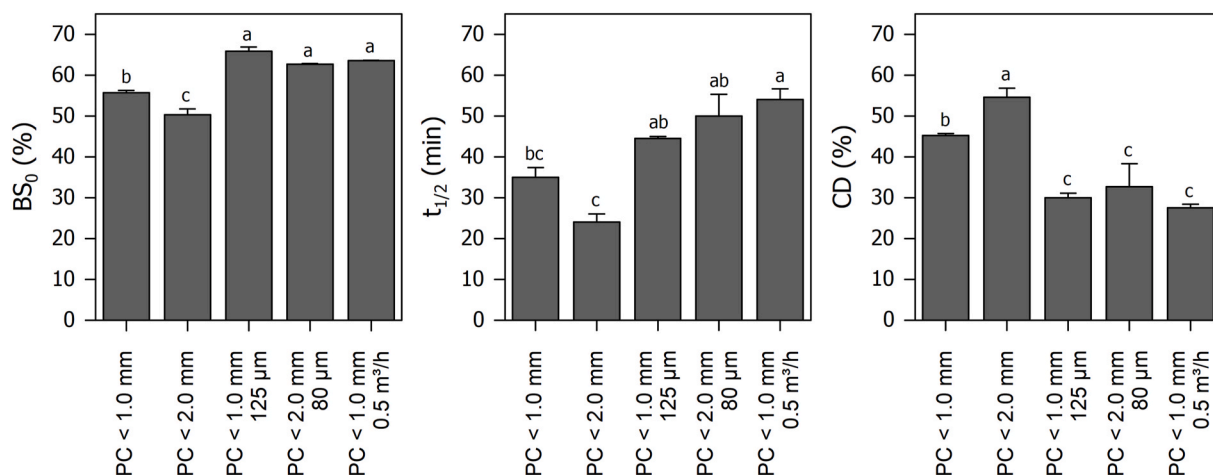 BS₀ (%)
70
60
50
40
30
20
10
0
b
c
a
a
a
PC < 1.0 mm
PC < 2.0 mm
PC < 1.0 mm
125 µm
PC < 2.0 mm
80 µm
PC < 1.0 mm
0.5 m³/h
t₁/₂ (min)
70
60
50
40
30
20
10
0
bc
c
ab
ab
a
PC < 1.0 mm
PC < 2.0 mm
PC < 1.0 mm
125 µm
PC < 2.0 mm
80 µm
PC < 1.0 mm
0.5 m³/h
CD (%)
70
60
50
40
30
20
10
0
b
a
c
c
c
PC < 1.0 mm
PC < 2.0 mm
PC < 1.0 mm
125 µm
PC < 2.0 mm
80 µm
PC < 1.0 mm
0.5 m³/h